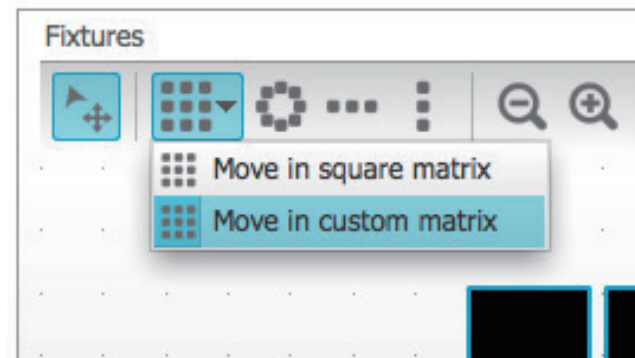 Fixtures
Move in square matrix
Move in custom matrix